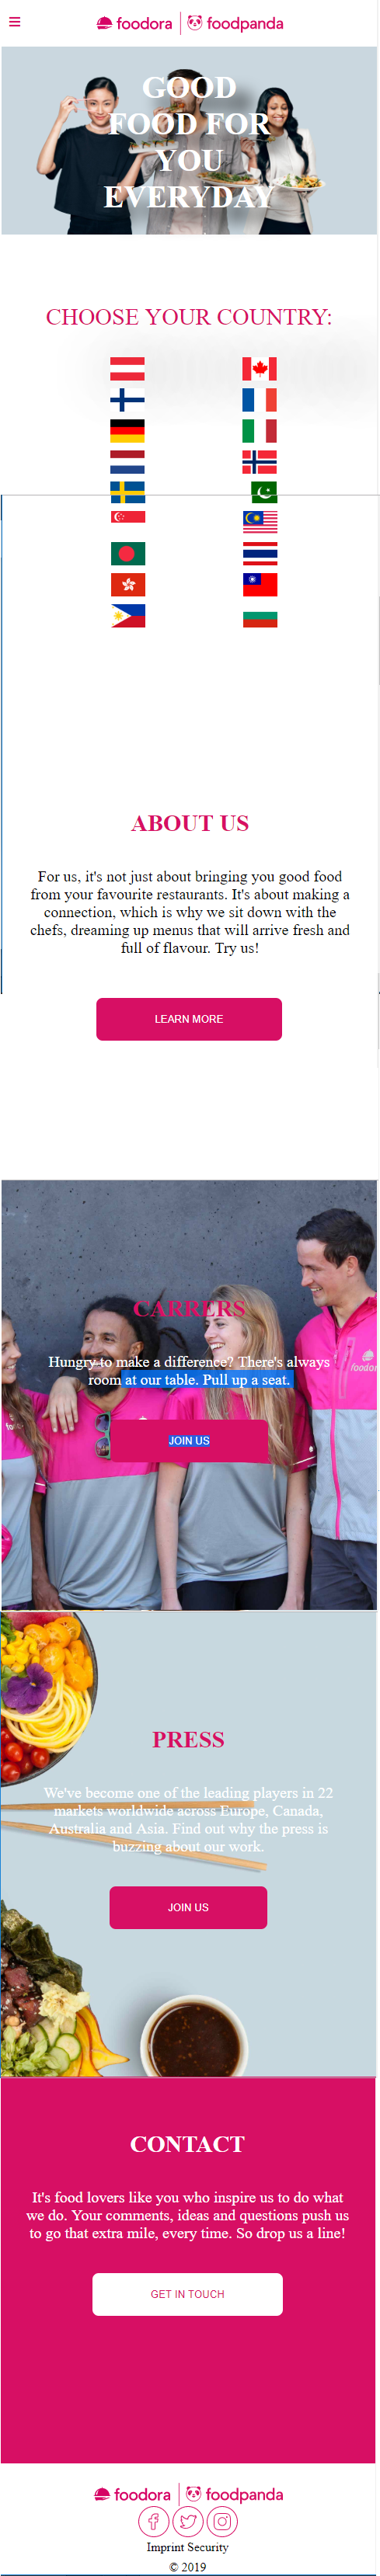 foodora | foodpanda
GOOD
FOOD FOR
YOU
EVERYDAY
CHOOSE YOUR COUNTRY:
ABOUT US
For us, it's not just about bringing you good food
from your favourite restaurants. It's about making a
connection, which is why we sit down with the
chefs, dreaming up menus that will arrive fresh and
full of flavour. Try us!
LEARN MORE
CARRERS
foodora
Hungry to make a difference? There's always
room at our table. Pull up a seat.
JOIN US
PRESS
We've become one of the leading players in 22
markets worldwide across Europe, Canada,
Australia and Asia. Find out why the press is
buzzing about our work.
JOIN US
CONTACT
It's food lovers like you who inspire us to do what
we do. Your comments, ideas and questions push us
to go that extra mile, every time. So drop us a line!
GET IN TOUCH
foodora | foodpanda
Imprint Security
© 2019